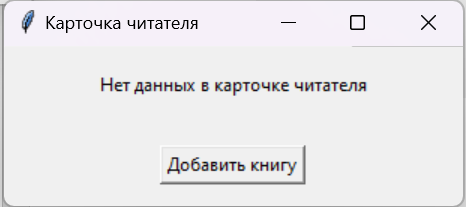 Карточка читателя
Нет данных в карточке читателя
Добавить книгу